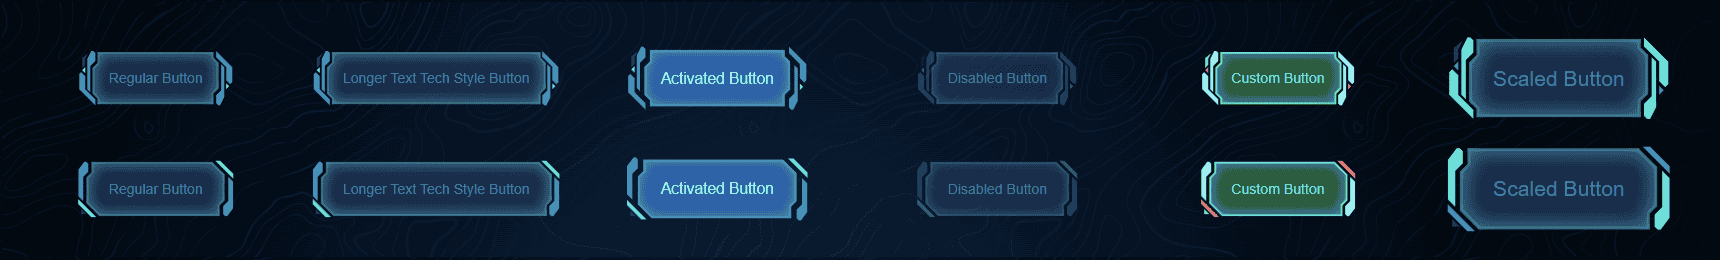 Regular Button
Longer Text Tech Style Button
Activated Button
Disabled Button
Custom Button
Scaled Button
Regular Button
Longer Text Tech Style Button
Activated Button
Disabled Button
Custom Button
Scaled Button